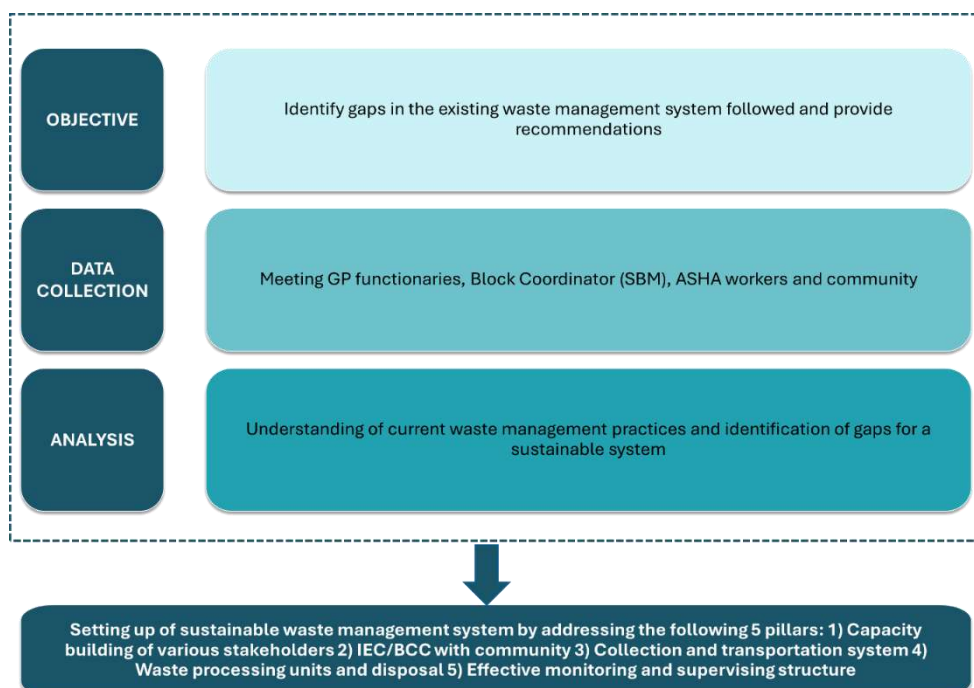 OBJECTIVE
Identify gaps in the existing waste management system followed and provide
recommendations
DATA
COLLECTION
Meeting GP functionaries, Block Coordinator (SBM), ASHA workers and community
ANALYSIS
Understanding of current waste management practices and identification of gaps for a
sustainable system
Setting up of sustainable waste management system by addressing the following 5 pillars: 1) Capacity
building of various stakeholders 2) IEC/BCC with community 3) Collection and transportation system 4)
Waste processing units and disposal 5) Effective monitoring and supervising structure